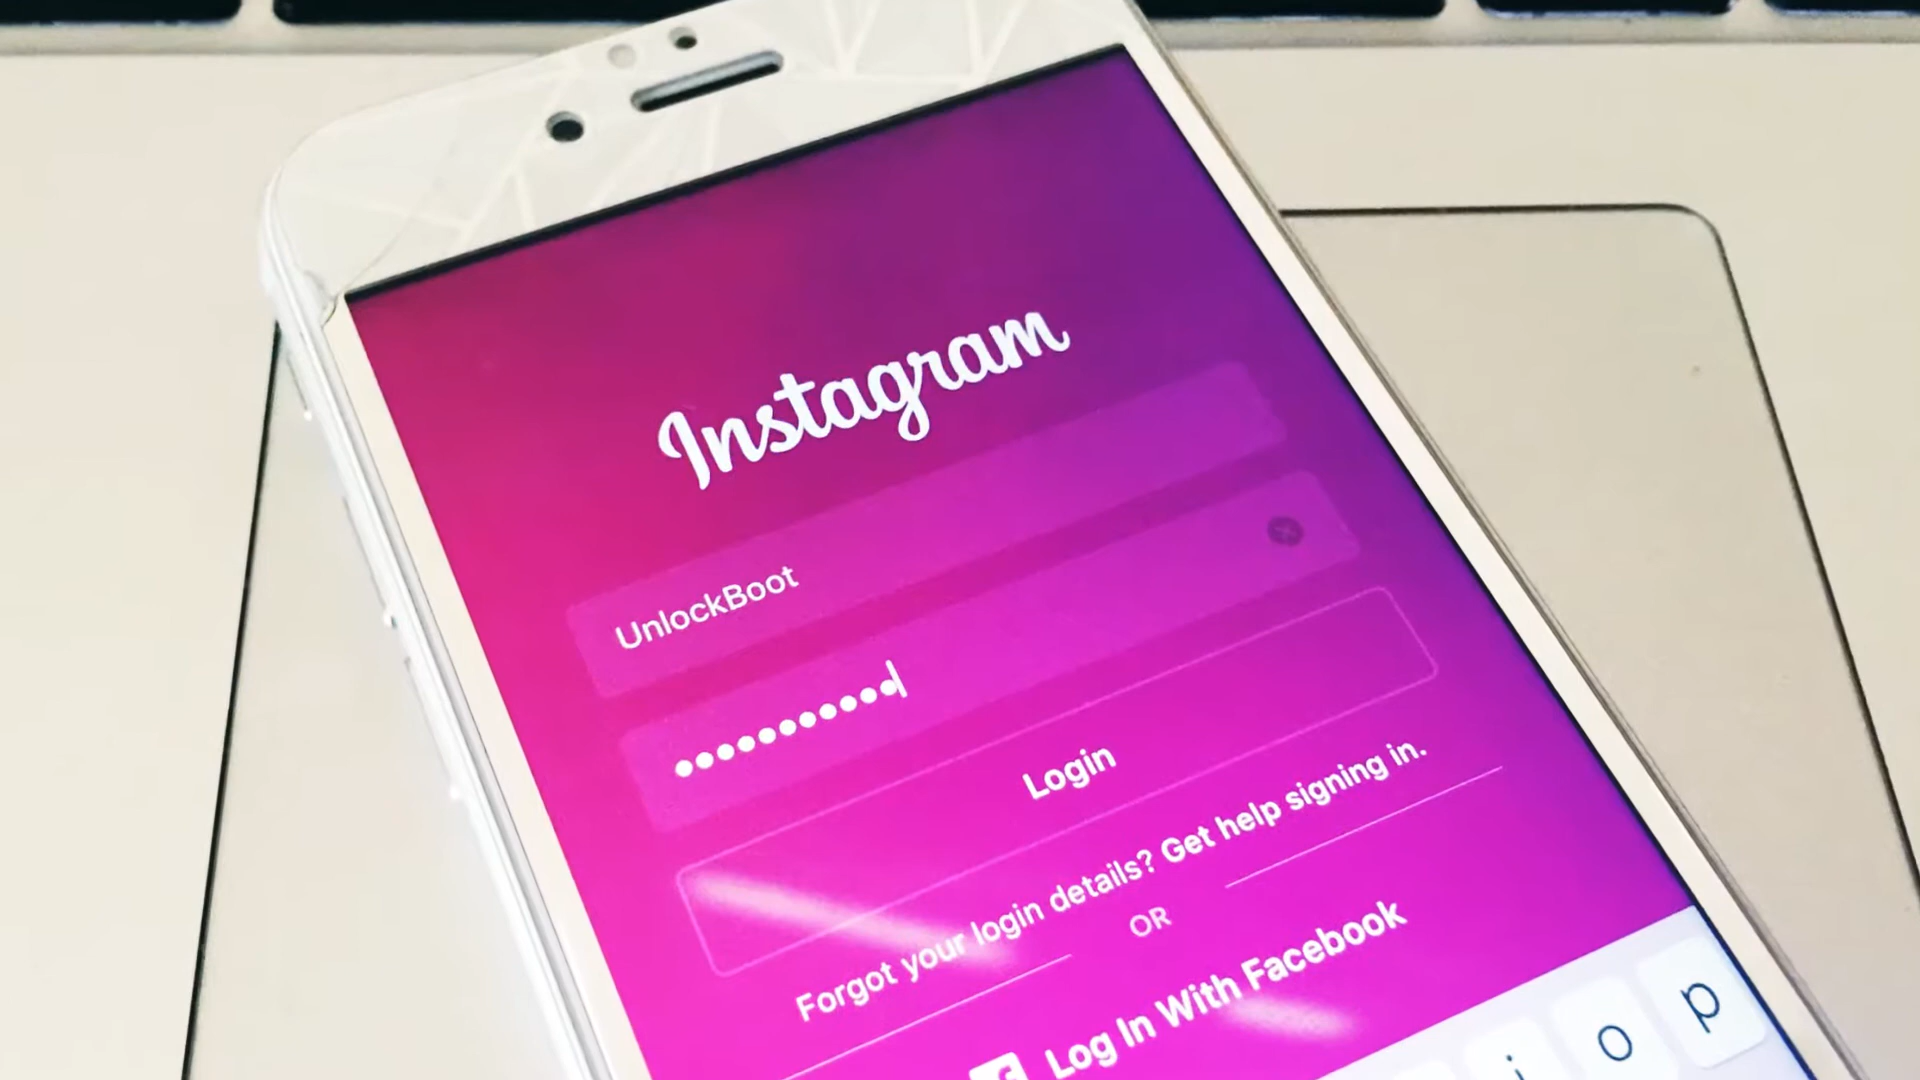 Instagram
UnlockBoot
•••••••••••
Login
Forgot your login details? Get help signing in.
OR
Log In With Facebook
i o p